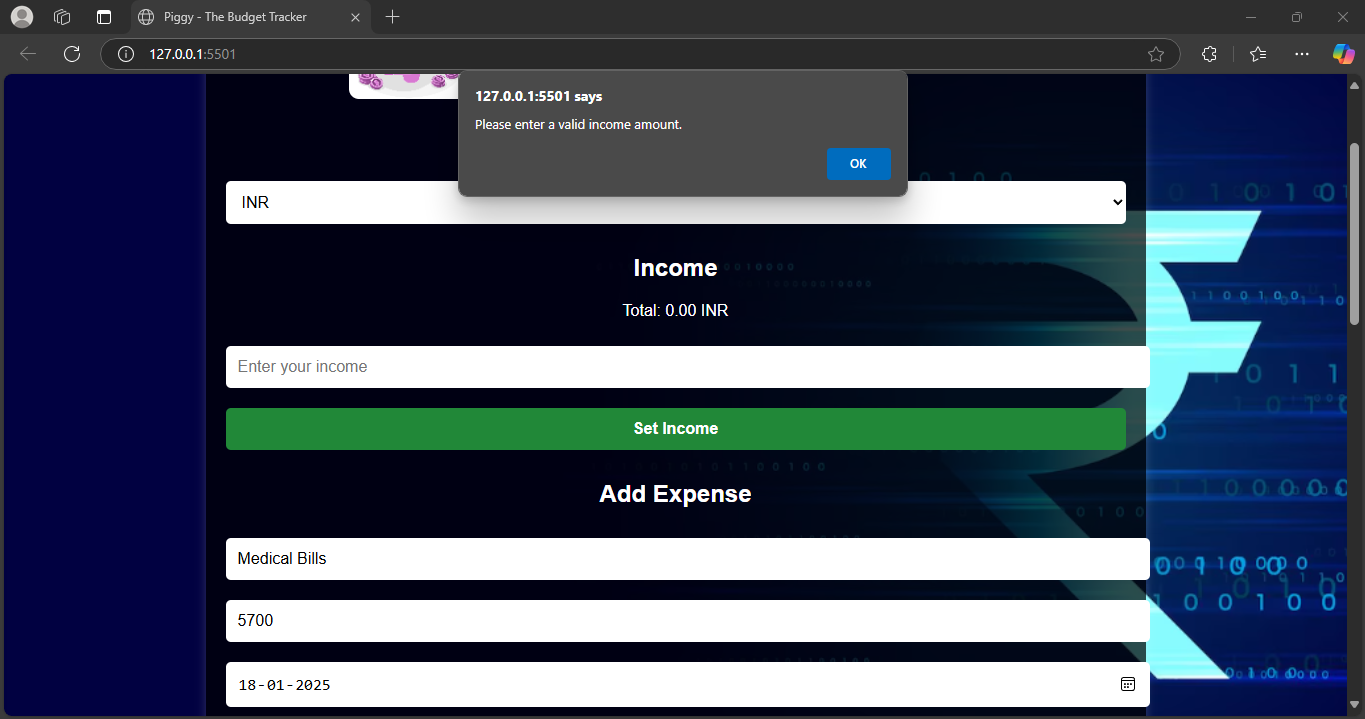 Piggy - The Budget Tracker
127.0.0.1:5501
127.0.0.1:5501 says
Please enter a valid income amount.
OK
INR
Income
Total: 0.00 INR
Enter your income
Set Income
Add Expense
Medical Bills
5700
18-01-2025